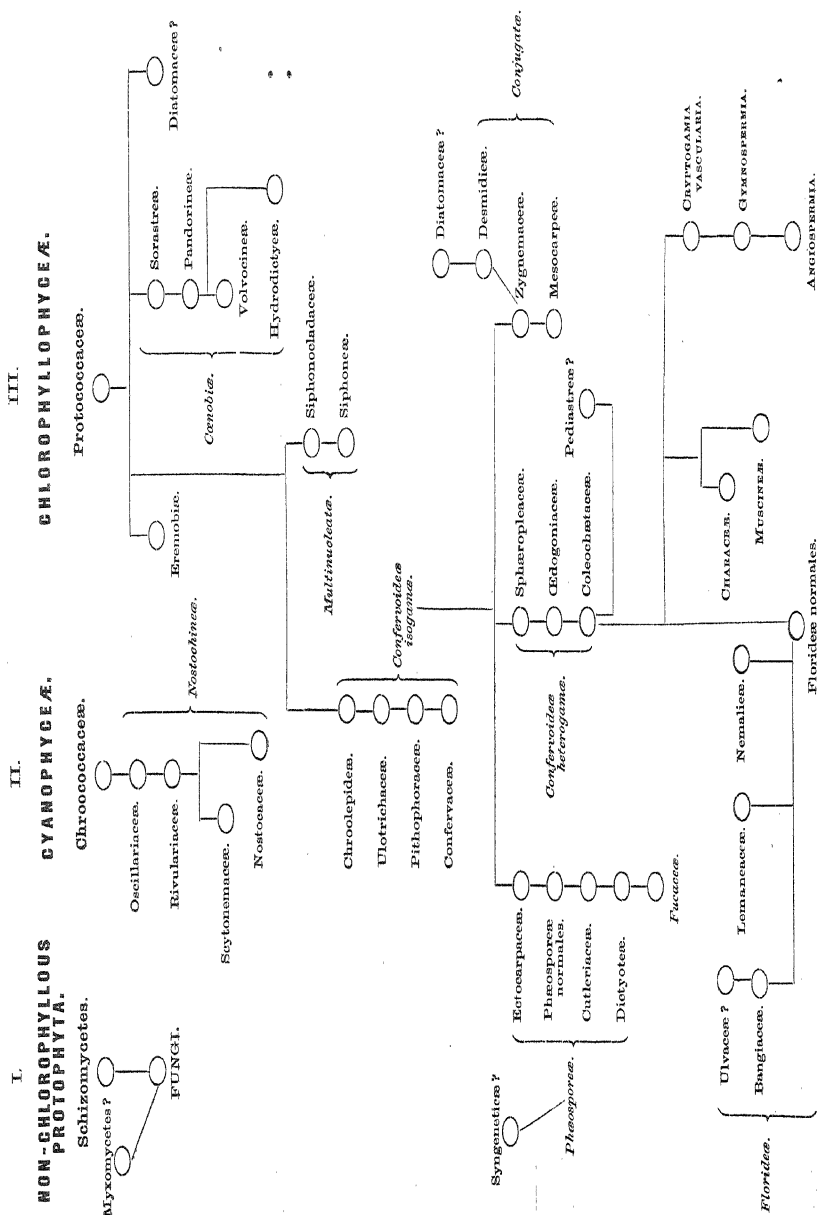 I.
NON-CHLOROPHYLLOUS
PROTOPHYTA.
Schizomycetes.
Myxomycetes?
FUNGI.
II.
CYANOPHYCEÆ.
Chroococcaceæ.
Oscillariaceæ.
Rivulariaceæ.
Scytonemaceæ.
Nostocaceæ.
Nostochineæ.
III.
CHLOROPHYLLOPHYCEÆ.
Protococcaceæ.
Eremobiæ.
Sorastreæ.
Pandorineæ.
Volvocineæ.
Hydrodictyeæ.
Cœnobiæ.
Diatomaceæ?
Siphonocladaceæ.
Siphoneæ.
Multinucleatæ.
Chroolepideæ.
Ulotrichaceæ.
Pithophoraceæ.
Confervaceæ.
Confervoideæ
isogamæ.
Syngeneticæ?
Phæosporeæ.
Ectocarpaceæ.
Phæosporeæ
normales.
Cutleriaceæ.
Dictyoteæ.
Fucaceæ.
Confervoideæ
heterogamæ.
Sphæropleaceæ.
Œdogoniaceæ.
Coleochætaceæ.
Pediastreæ?
Diatomaceæ?
Desmidieæ.
Zygnemaceæ.
Mesocarpeæ.
Conjugatæ.
Florideæ.
Ulvaceæ?
Bangiaceæ.
Lemaneaceæ.
Nemalieæ.
Florideæ normales.
CHARACEÆ.
MUSCINEÆ.
CRYPTOGAMIA
VASCULARIA.
GYMNOSPERMIA.
ANGIOSPERMIA.